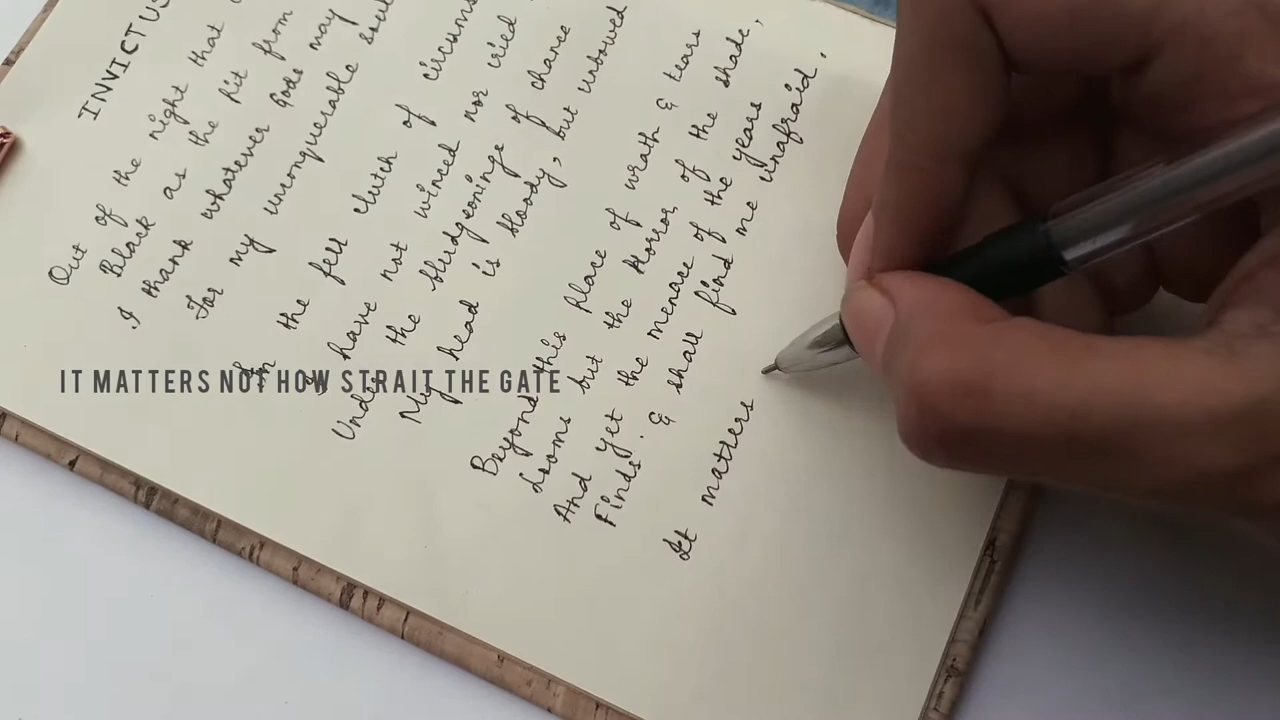 INVICTUS
Out of the night that
Black as the Pit from
I thank whatever Gods may
For my unconquerable soul
In the fell clutch of circums
I have not winced nor cried
Under the bludgeonings of chance
My head is bloody, but unbowed
Beyond this place of wrath & tears
Looms but the Horror of the shade,
And yet the menace of the years,
Finds & shall find me unafraid.
It matters
IT MATTERS NOT HOW STRAIT THE GATE